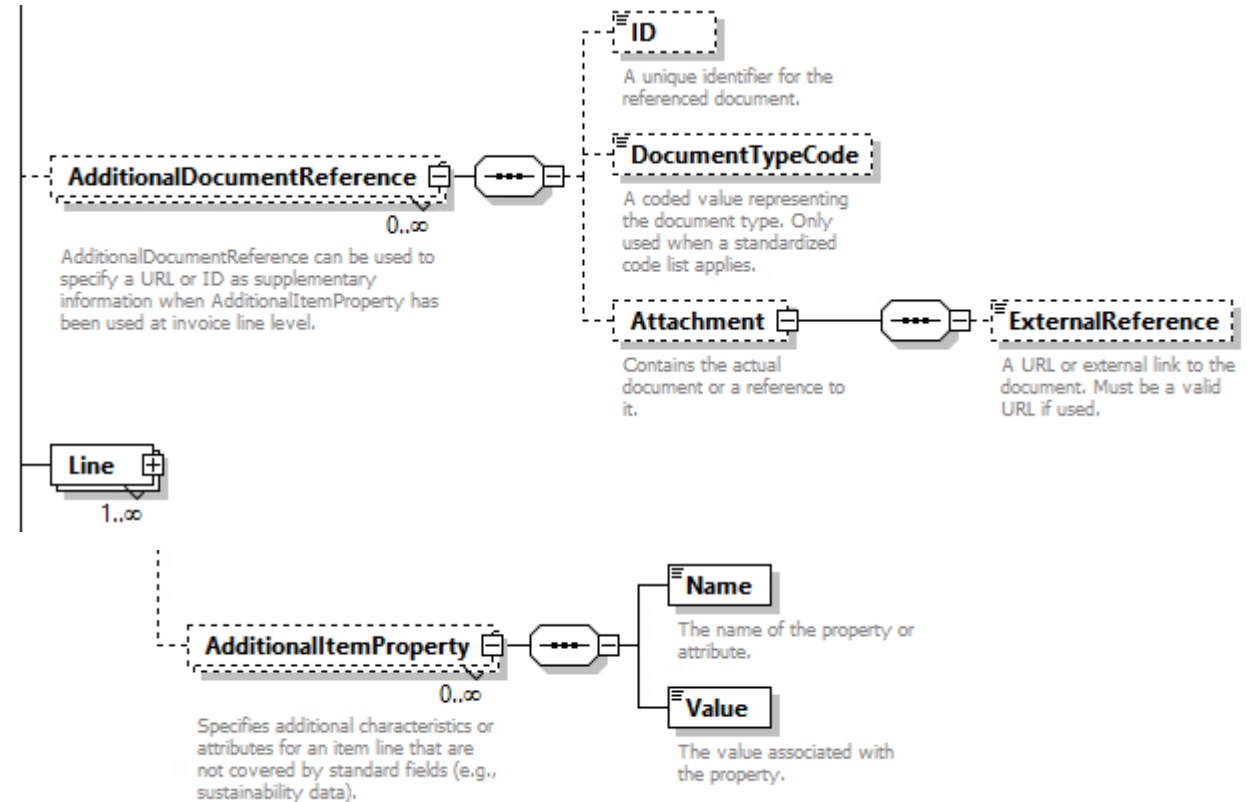 ID
A unique identifier for the
referenced document.
DocumentTypeCode
A coded value representing
the document type. Only
used when a standardized
code list applies.
AdditionalDocumentReference
0..∞
AdditionalDocumentReference can be used to
specify a URL or ID as supplementary
information when AdditionalItemProperty has
been used at invoice line level.
Attachment
Contains the actual
document or a reference to
it.
ExternalReference
A URL or external link to the
document. Must be a valid
URL if used.
Line
1..∞
Name
The name of the property or
attribute.
AdditionalItemProperty
0..∞
Specifies additional characteristics or
attributes for an item line that are
not covered by standard fields (e.g.,
sustainability data).
Value
The value associated with
the property.